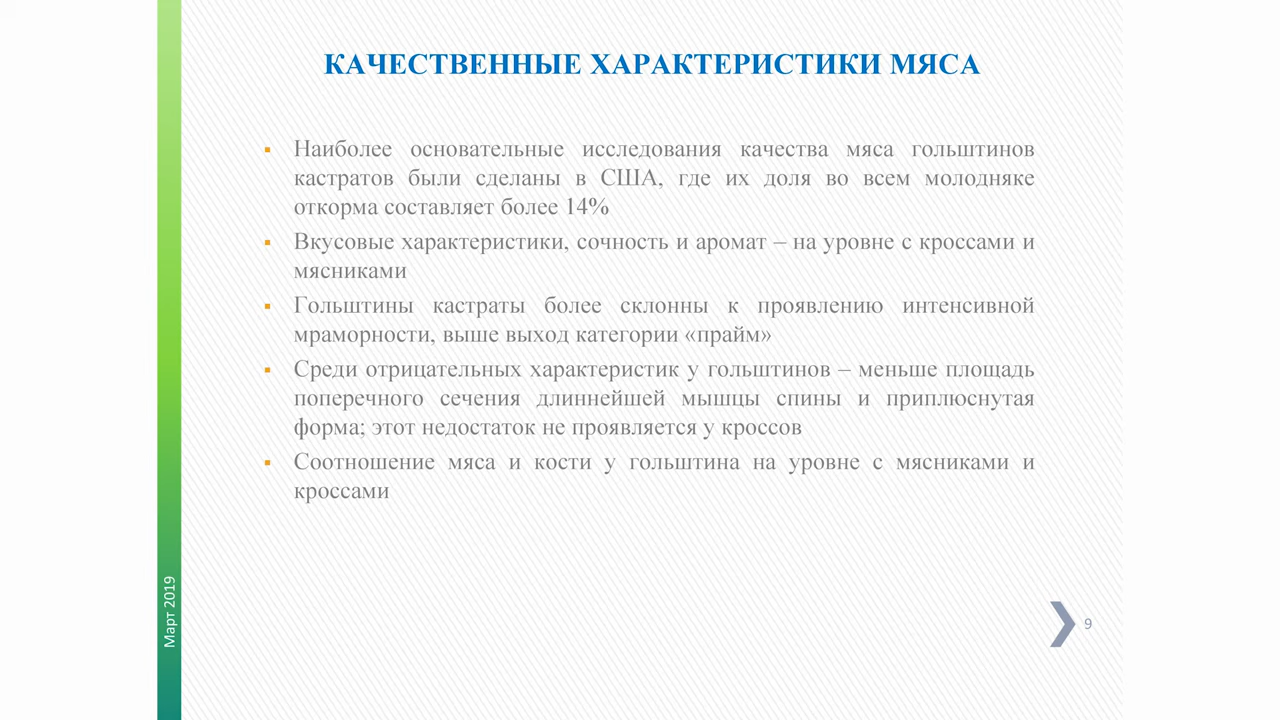 КАЧЕСТВЕННЫЕ ХАРАКТЕРИСТИКИ МЯСА
Наиболее основательные исследования качества мяса гольштинов
кастратов были сделаны в США, где их доля во всем молодняке
откорма составляет более 14%
Вкусовые характеристики, сочность и аромат – на уровне с кроссами и
мясниками
Гольштины кастраты более склонны к проявлению интенсивной
мраморности, выше выход категории «прайм»
Среди отрицательных характеристик у гольштинов – меньше площадь
поперечного сечения длиннейшей мышцы спины и приплюснутая
форма; этот недостаток не проявляется у кроссов
Соотношение мяса и кости у гольштина на уровне с мясниками и
кроссами
Март 2019
9